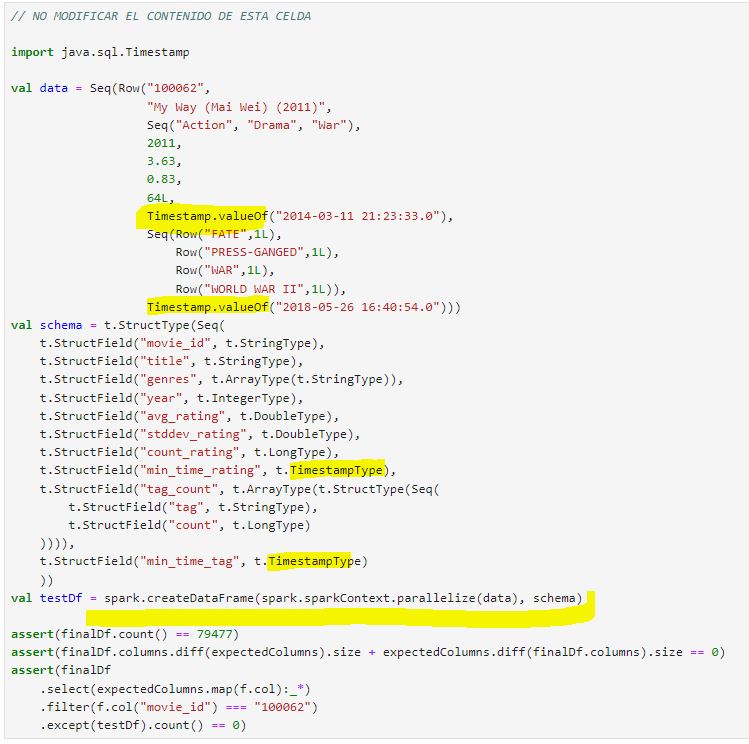 // NO MODIFICAR EL CONTENIDO DE ESTA CELDA
import java.sql.Timestamp
val data = Seq(Row("100062",
"My Way (Mai Wei) (2011)",
Seq("Action", "Drama", "War"),
2011,
3.63,
0.83,
64L,
Timestamp.valueOf("2014-03-11 21:23:33.0"),
Seq(Row("FATE",1L),
Row("PRESS-GANGED",1L),
Row("WAR",1L),
Row("WORLD WAR II",1L)),
Timestamp.valueOf("2018-05-26 16:40:54.0")))
val schema = t.StructType(Seq(
t.StructField("movie_id", t.StringType),
t.StructField("title", t.StringType),
t.StructField("genres", t.ArrayType(t.StringType)),
t.StructField("year", t.IntegerType),
t.StructField("avg_rating", t.DoubleType),
t.StructField("stddev_rating", t.DoubleType),
t.StructField("count_rating", t.LongType),
t.StructField("min_time_rating", t.TimestampType),
t.StructField("tag_count", t.ArrayType(t.StructType(Seq(
t.StructField("tag", t.StringType),
t.StructField("count", t.LongType)
)))),
t.StructField("min_time_tag", t.TimestampType)
))
val testDf = spark.createDataFrame(spark.sparkContext.parallelize(data), schema)
assert(finalDf.count() == 79477)
assert(finalDf.columns.diff(expectedColumns).size + expectedColumns.diff(finalDf.columns).size == 0)
assert(finalDf
.select(expectedColumns.map(f.col):_*)
.filter(f.col("movie_id") === "100062")
.except(testDf).count() == 0)